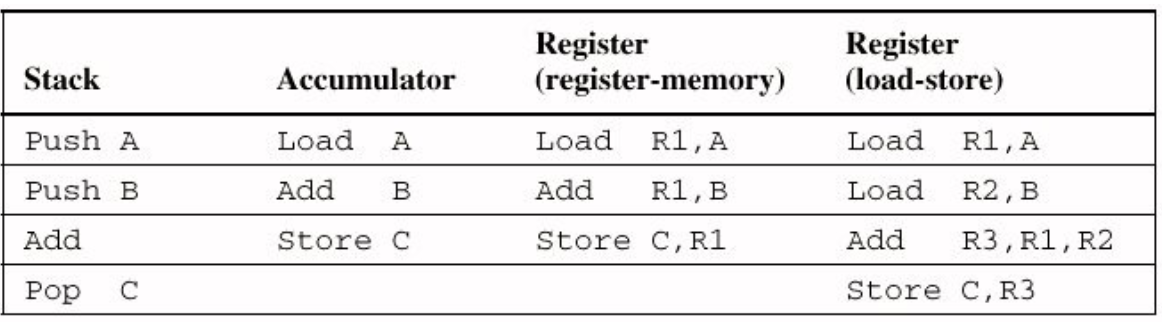 Stack Accumulator Register (register-memory) Register (load-store)
Push A Load A Load R1,A Load R1,A
Push B Add B Add R1,B Load R2,B
Add Store C Store C,R1 Add R3,R1,R2
Pop C Store C,R3